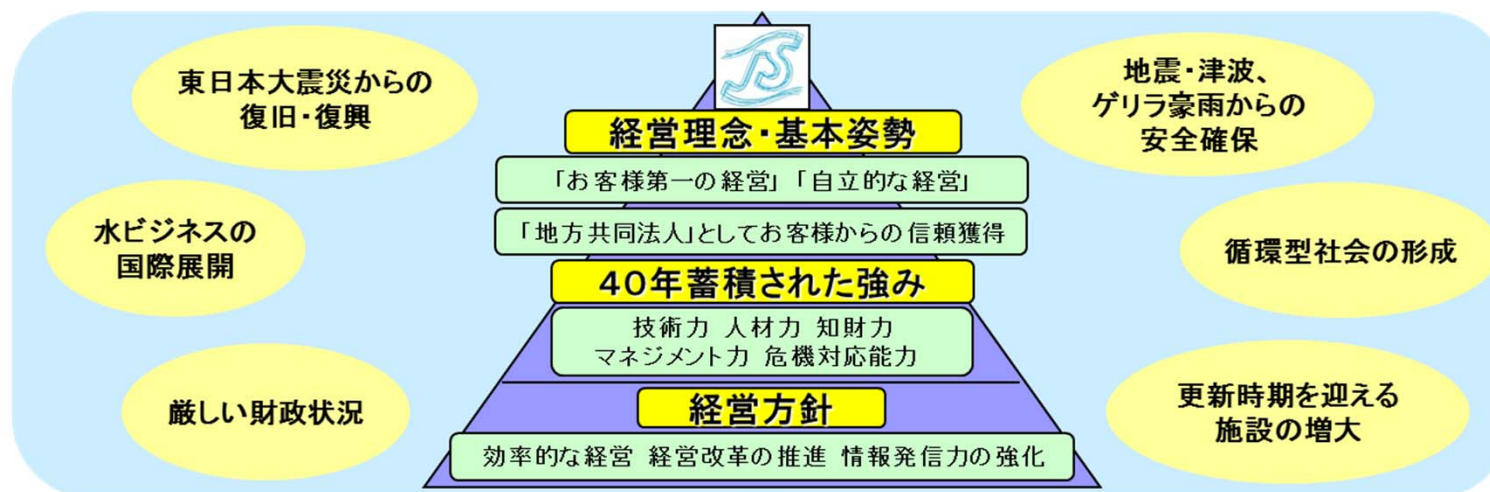 東日本大震災からの
復旧・復興
水ビジネスの
国際展開
厳しい財政状況
JS
経営理念・基本姿勢
「お客様第一の経営」「自立的な経営」
「地方共同法人」としてお客様からの信頼獲得
40年蓄積された強み
技術力 人材力 知財力
マネジメント力 危機対応能力
経営方針
効率的な経営 経営改革の推進 情報発信力の強化
地震・津波、
ゲリラ豪雨からの
安全確保
循環型社会の形成
更新時期を迎える
施設の増大